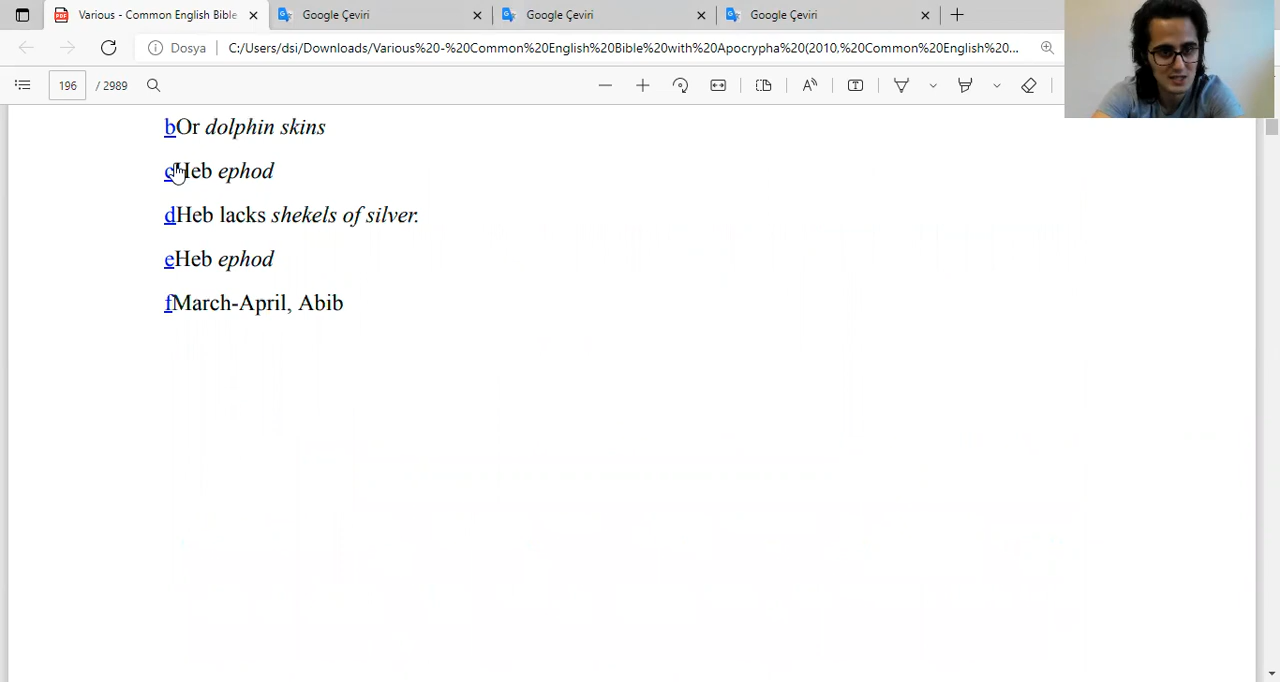 Various - Common English Bible
Google Çeviri
Google Çeviri
Google Çeviri
Dosya
C:/Users/dsi/Downloads/Various%20-%20Common%20English%20Bible%20with%20Apocrypha%20(2010,%20Common%20English%20...
196 / 2989
bOr dolphin skins
cHeb ephod
dHeb lacks shekels of silver.
eHeb ephod
fMarch-April, Abib